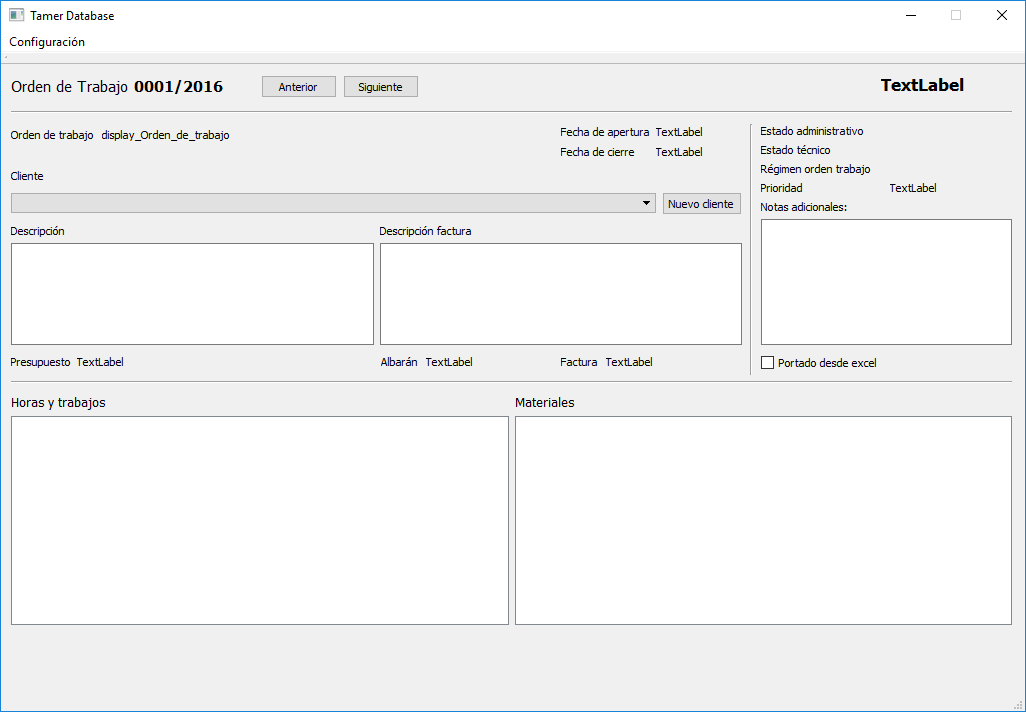 Tamer Database
Configuración
Orden de Trabajo 0001/2016 Anterior Siguiente TextLabel
Orden de trabajo display_Orden_de_trabajo
Fecha de apertura TextLabel
Fecha de cierre TextLabel
Cliente
Nuevo cliente
Descripción Descripción factura
Presupuesto TextLabel Albarán TextLabel Factura TextLabel
Estado administrativo
Estado técnico
Régimen orden trabajo
Prioridad TextLabel
Notas adicionales:
Portado desde excel
Horas y trabajos Materiales